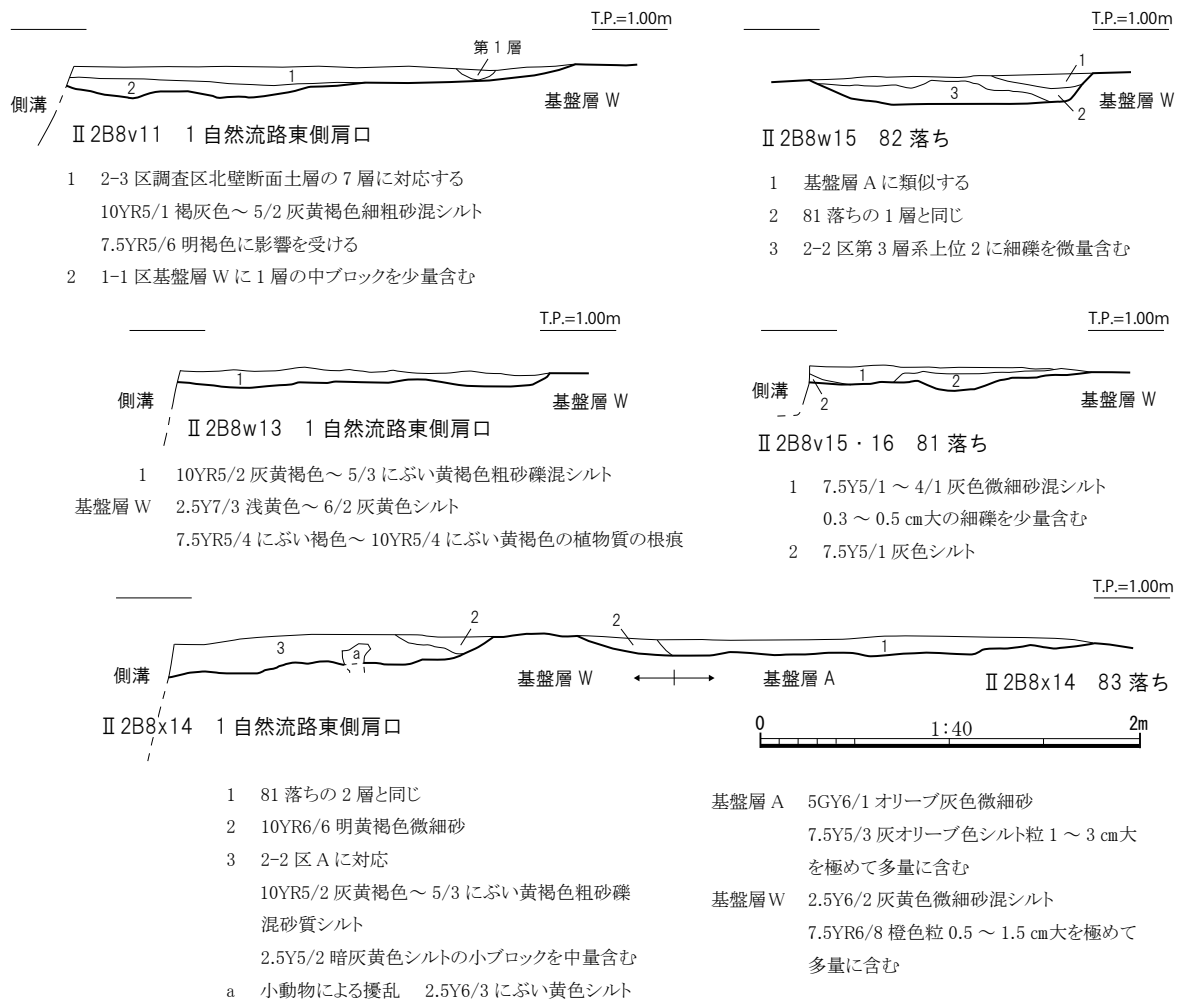 T.P.=1.00m
第1層
1
2
側溝
基盤層 W
Ⅱ2B8v11　1 自然流路東側肩口
1　2-3 区調査区北壁断面土層の 7 層に対応する
10YR5/1 褐灰色～ 5/2 灰黄褐色細粗砂混シルト
7.5YR5/6 明褐色に影響を受ける
2　1-1 区基盤層 W に 1 層の中ブロックを少量含む
T.P.=1.00m
1
3
2
基盤層 W
Ⅱ2B8w15　82 落ち
1　基盤層 A に類似する
2　81 落ちの 1 層と同じ
3　2-2 区第 3 層系上位 2 に細礫を微量含む
T.P.=1.00m
1
側溝
基盤層 W
Ⅱ2B8w13　1 自然流路東側肩口
1　10YR5/2 灰黄褐色～ 5/3 にぶい黄褐色粗砂礫混シルト
基盤層 W　2.5Y7/3 浅黄色～ 6/2 灰黄色シルト
7.5YR5/4 にぶい褐色～ 10YR5/4 にぶい黄褐色の植物質の根痕
T.P.=1.00m
1
2
側溝
2
基盤層 W
Ⅱ2B8v15・16　81 落ち
1　7.5Y5/1 ～ 4/1 灰色微細砂混シルト
0.3 ～ 0.5 ㎝大の細礫を少量含む
2　7.5Y5/1 灰色シルト
T.P.=1.00m
2
2
3
a
1
側溝
基盤層 W
基盤層 A
Ⅱ2B8x14　83 落ち
Ⅱ2B8x14　1 自然流路東側肩口
0
1:40
2m
1　81 落ちの 2 層と同じ
2　10YR6/6 明黄褐色微細砂
3　2-2 区 A に対応
10YR5/2 灰黄褐色～ 5/3 にぶい黄褐色粗砂礫
混砂質シルト
2.5Y5/2 暗灰黄色シルトの小ブロックを中量含む
a　小動物による擾乱　2.5Y6/3 にぶい黄色シルト
基盤層 A　5GY6/1 オリーブ灰色微細砂
7.5Y5/3 灰オリーブ色シルト粒 1 ～ 3 ㎝大
を極めて多量に含む
基盤層 W　2.5Y6/2 灰黄色微細砂混シルト
7.5YR6/8 橙色粒 0.5 ～ 1.5 ㎝大を極めて
多量に含む